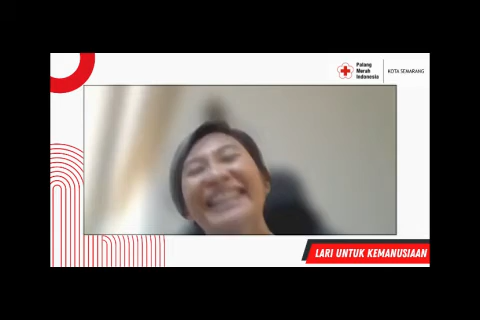 Palang
Merah
Indonesia
KOTA SEMARANG
LARI UNTUK KEMANUSIAAN